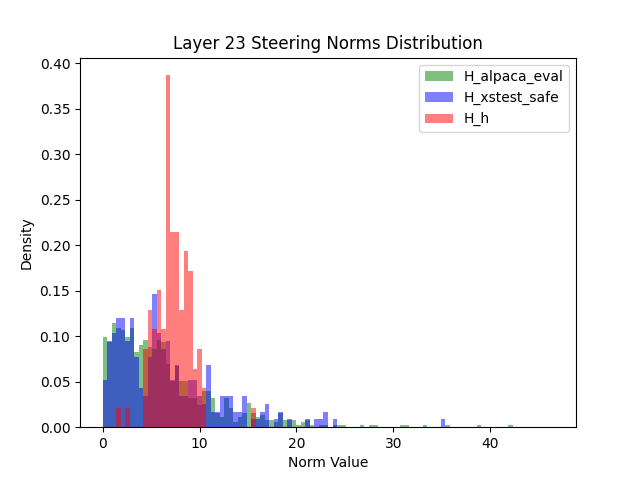 Layer 23 Steering Norms Distribution
H_alpaca_eval
H_xstest_safe
H_h
0.40
0.35
0.30
0.25
0.20
0.15
0.10
0.05
0.00
Density
0 10 20 30 40
Norm Value